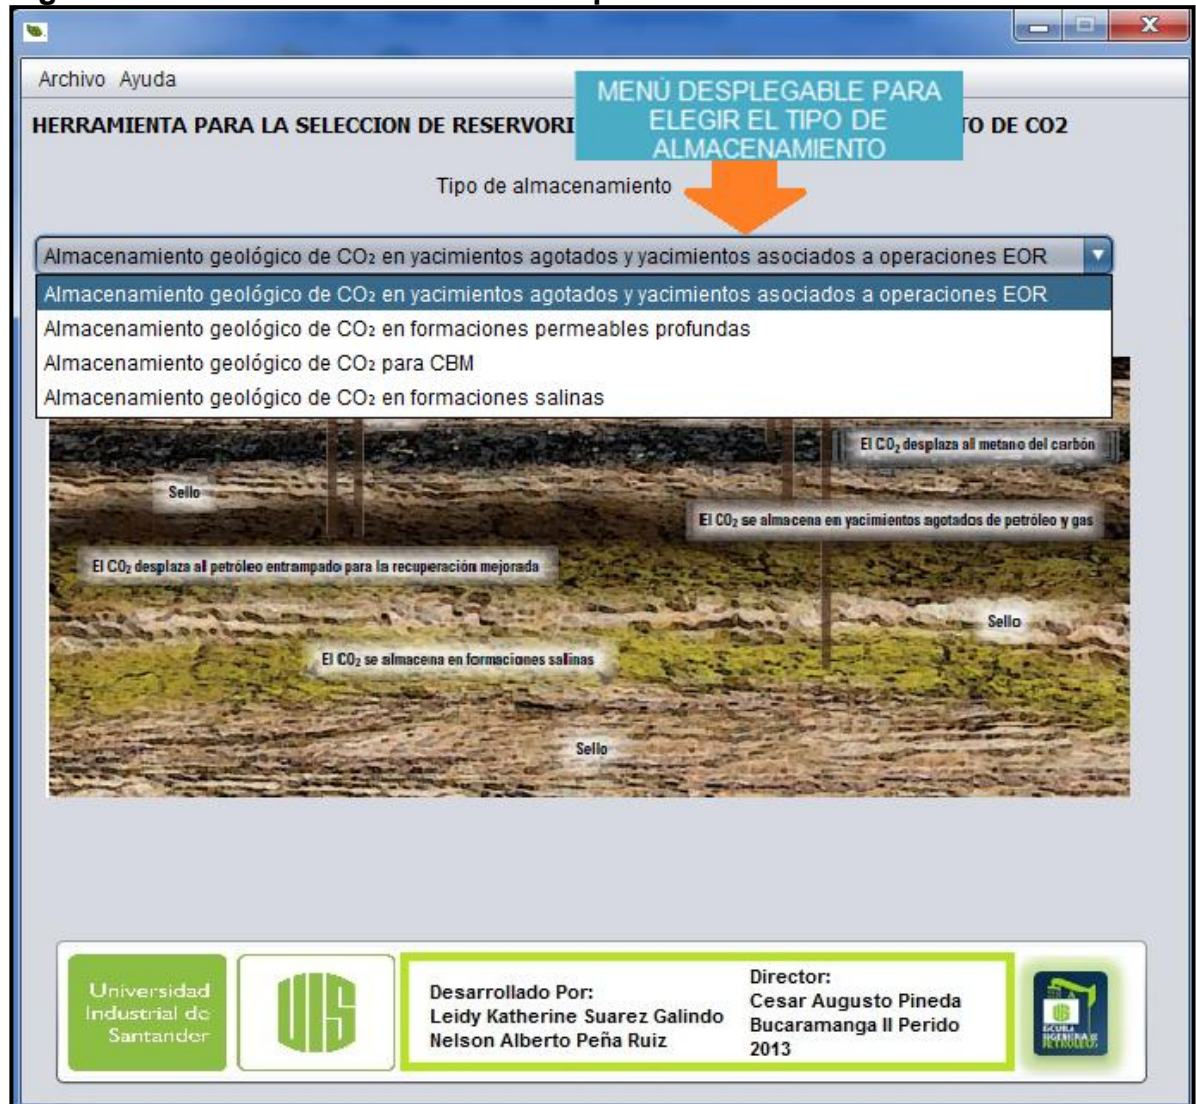 Archivo Ayuda
MENÚ DESPLEGABLE PARA
ELEGIR EL TIPO DE
ALMACENAMIENTO
HERRAMIENTA PARA LA SELECCION DE RESERVORI TO DE CO2
Tipo de almacenamiento
Almacenamiento geológico de CO₂ en yacimientos agotados y yacimientos asociados a operaciones EOR
Almacenamiento geológico de CO₂ en yacimientos agotados y yacimientos asociados a operaciones EOR
Almacenamiento geológico de CO₂ en formaciones permeables profundas
Almacenamiento geológico de CO₂ para CBM
Almacenamiento geológico de CO₂ en formaciones salinas
El CO₂ desplaza al metano del carbón
Sello
El CO₂ se almacena en yacimientos agotados de petróleo y gas
El CO₂ desplaza al petróleo entrampado para la recuperación mejorada
Sello
El CO₂ se almacena en formaciones salinas
Sello
Universidad
Industrial de
Santander
UIS
Desarrollado Por:
Leidy Katherine Suarez Galindo
Nelson Alberto Peña Ruiz
Director:
Cesar Augusto Pineda
Bucaramanga II Perido
2013
ESCUELA
INGENIERIA DE
PETROLEOS